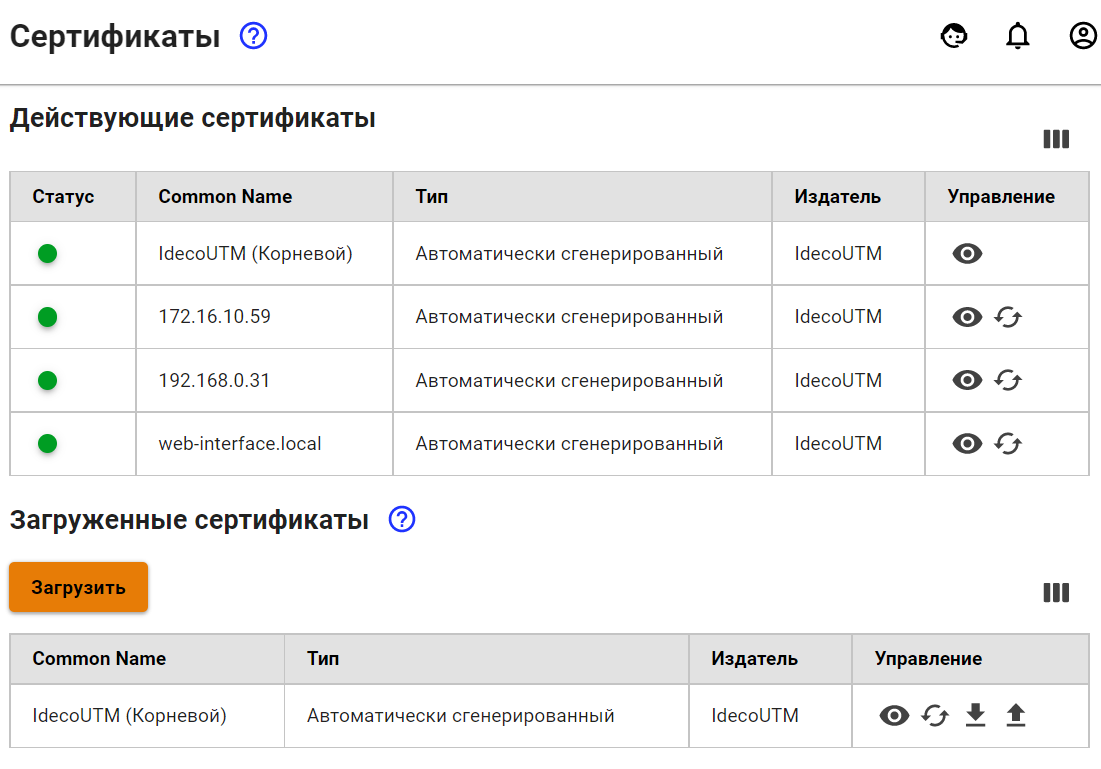 Сертификаты ?
Действующие сертификаты
Статус Common Name Тип Издатель Управление
IdecoUTM (Корневой) Автоматически сгенерированный IdecoUTM
172.16.10.59 Автоматически сгенерированный IdecoUTM
192.168.0.31 Автоматически сгенерированный IdecoUTM
web-interface.local Автоматически сгенерированный IdecoUTM
Загруженные сертификаты ?
Загрузить
Common Name Тип Издатель Управление
IdecoUTM (Корневой) Автоматически сгенерированный IdecoUTM